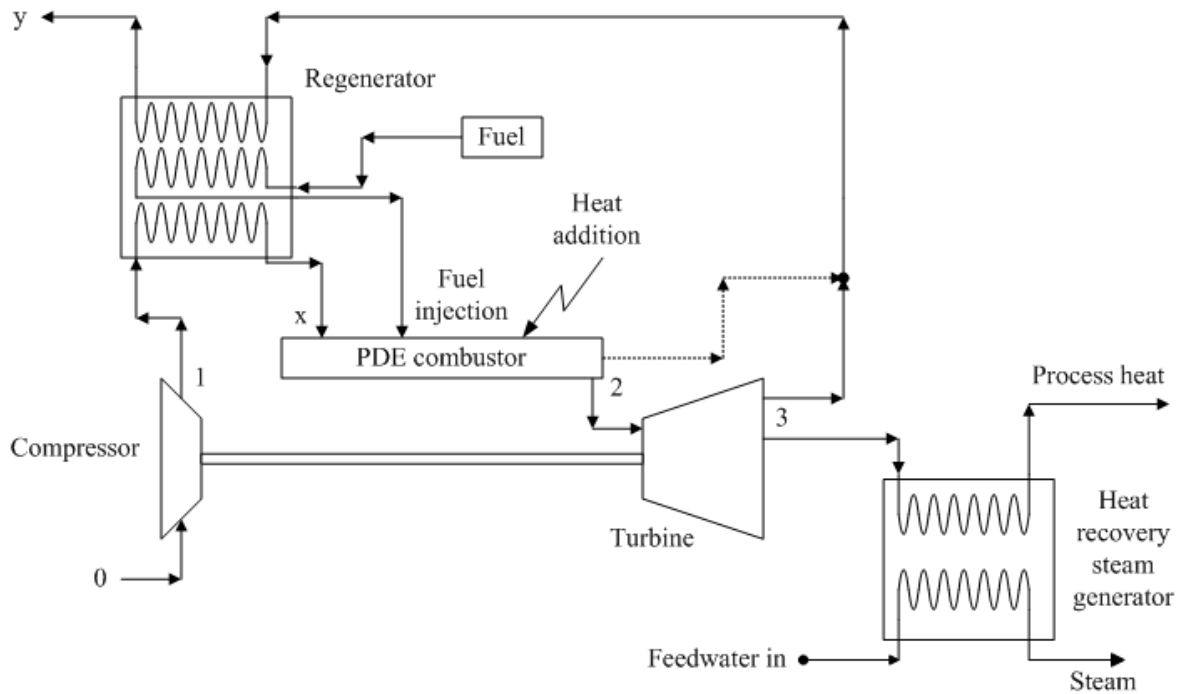 y
Regenerator
Fuel
Heat
addition
Fuel
injection
x
PDE combustor
1
2
Process heat
3
Compressor
Turbine
Heat
recovery
steam
generator
0
Feedwater in
Steam